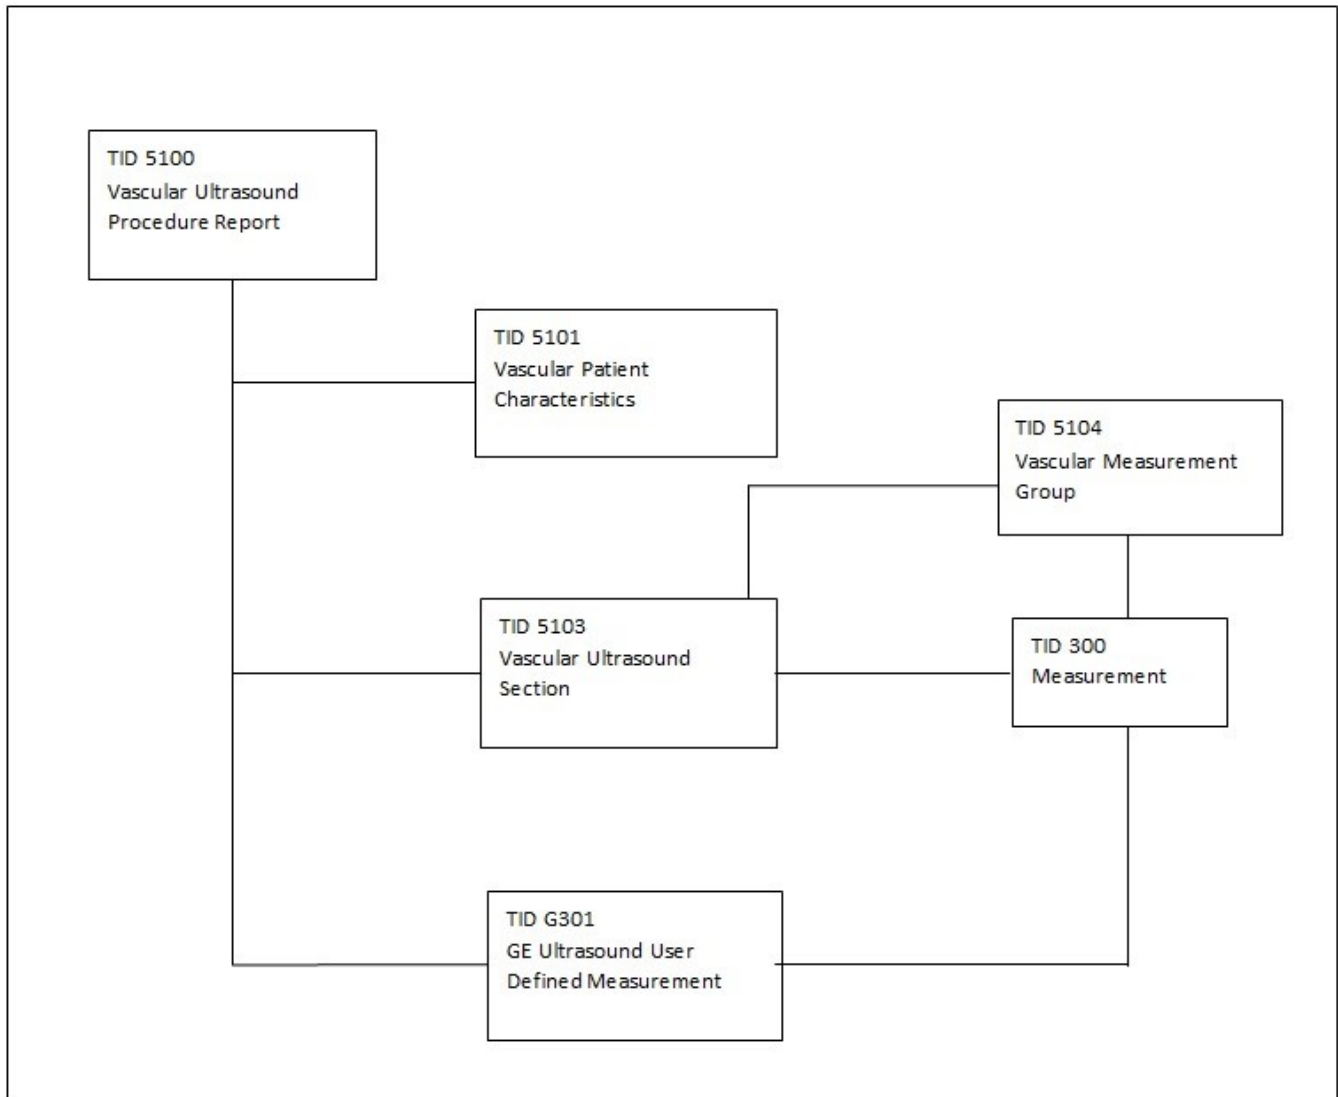 TID 5100
Vascular Ultrasound
Procedure Report
TID 5101
Vascular Patient
Characteristics
TID 5104
Vascular Measurement
Group
TID 5103
Vascular Ultrasound
Section
TID 300
Measurement
TID G301
GE Ultrasound User
Defined Measurement